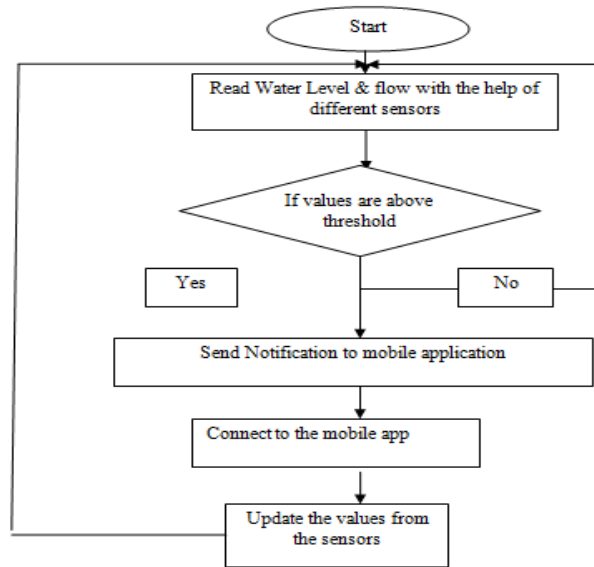 Start
Read Water Level & flow with the help of
different sensors
If values are above
threshold
Yes
No
Send Notification to mobile application
Connect to the mobile app
Update the values from
the sensors